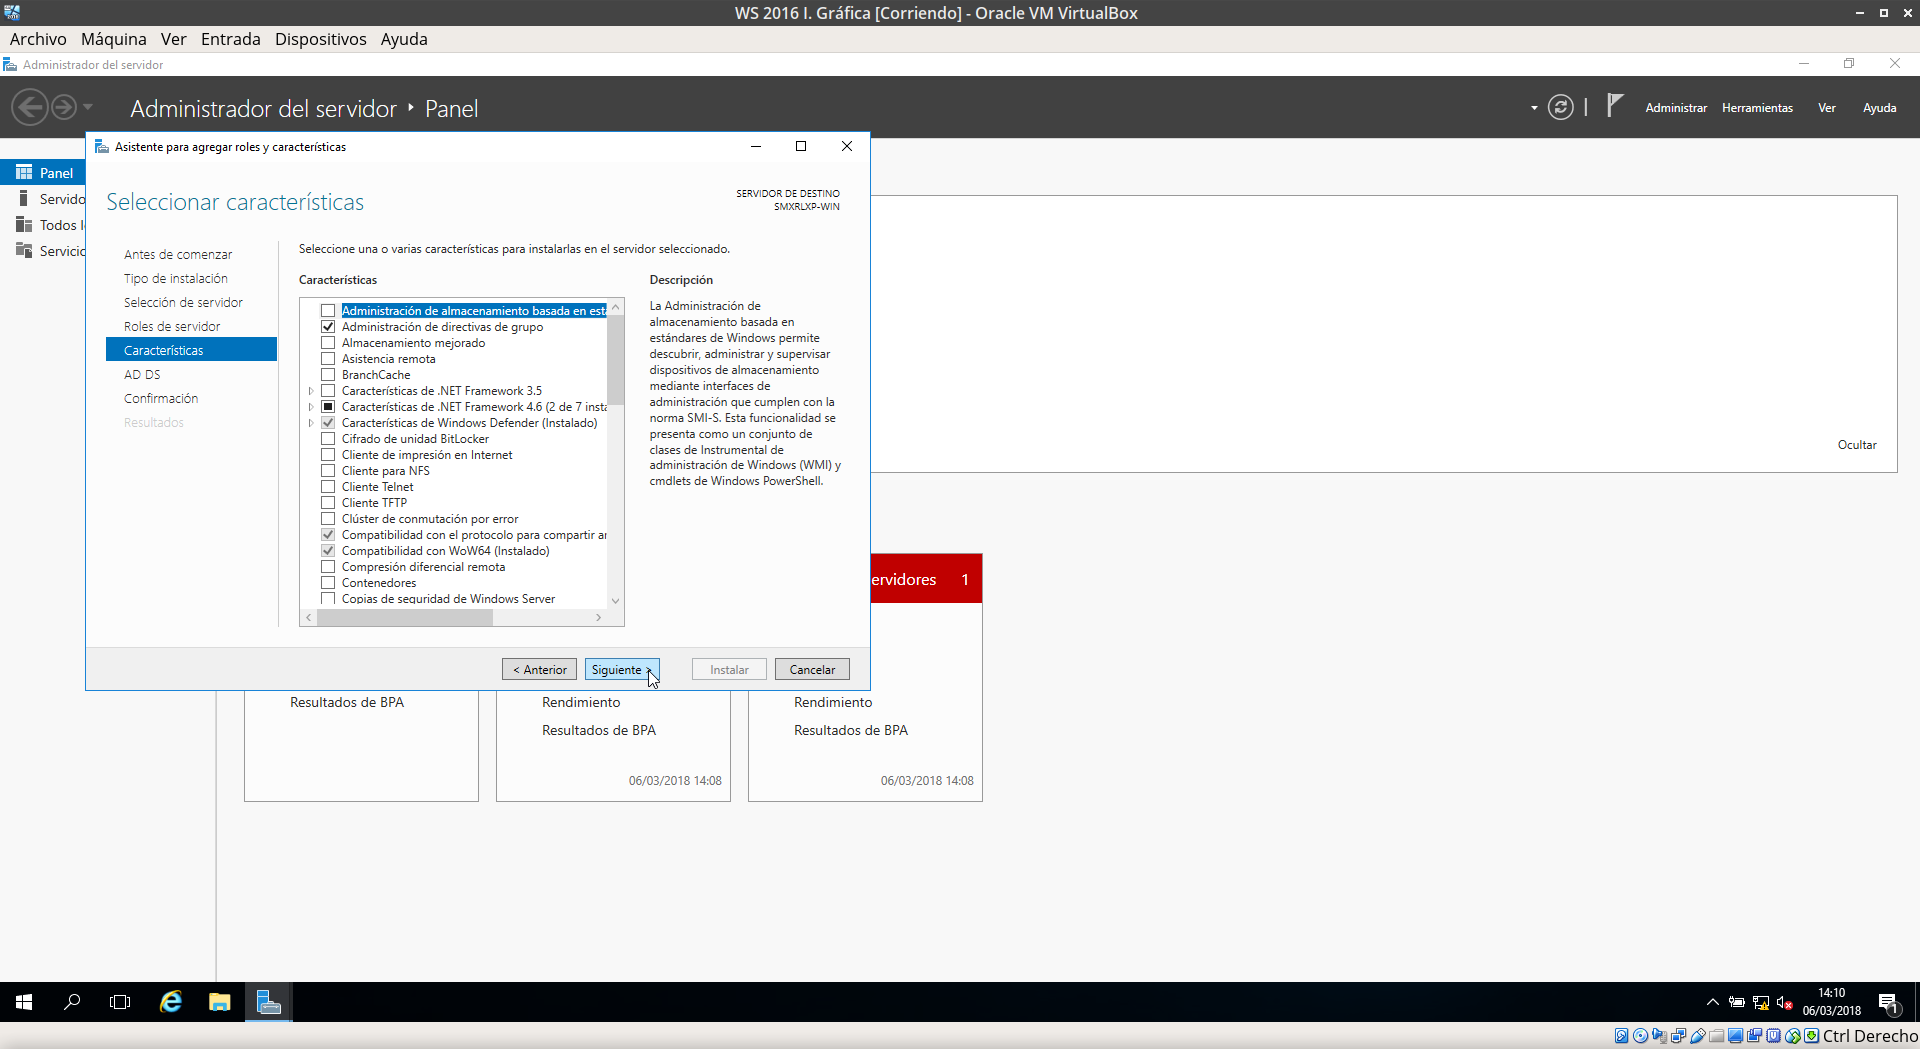 WS 2016 I. Gráfica [Corriendo] - Oracle VM VirtualBox
Archivo Máquina Ver Entrada Dispositivos Ayuda
Administrador del servidor
Administrador del servidor ‣ Panel
Administrar Herramientas Ver Ayuda
Asistente para agregar roles y características
Panel
Servido
Todos l
Servicio
Seleccionar características
SERVIDOR DE DESTINO
SMXRLXP-WIN
Antes de comenzar
Tipo de instalación
Selección de servidor
Roles de servidor
Características
AD DS
Confirmación
Resultados
Seleccione una o varias características para instalarlas en el servidor seleccionado.
Características
Administración de almacenamiento basada en está
Administración de directivas de grupo
Almacenamiento mejorado
Asistencia remota
BranchCache
Características de .NET Framework 3.5
Características de .NET Framework 4.6 (2 de 7 insta
Características de Windows Defender (Instalado)
Cifrado de unidad BitLocker
Cliente de impresión en Internet
Cliente para NFS
Cliente Telnet
Cliente TFTP
Clúster de conmutación por error
Compatibilidad con el protocolo para compartir ar
Compatibilidad con WoW64 (Instalado)
Compresión diferencial remota
Contenedores
Copias de seguridad de Windows Server
Descripción
La Administración de
almacenamiento basada en
estándares de Windows permite
descubrir, administrar y supervisar
dispositivos de almacenamiento
mediante interfaces de
administración que cumplen con la
norma SMI-S. Esta funcionalidad se
presenta como un conjunto de
clases de Instrumental de
administración de Windows (WMI) y
cmdlets de Windows PowerShell.
< Anterior Siguiente > Instalar Cancelar
Ocultar
ervidores 1
Resultados de BPA
Rendimiento
Resultados de BPA
06/03/2018 14:08
Rendimiento
Resultados de BPA
06/03/2018 14:08
14:10
06/03/2018
1
Ctrl Derecho